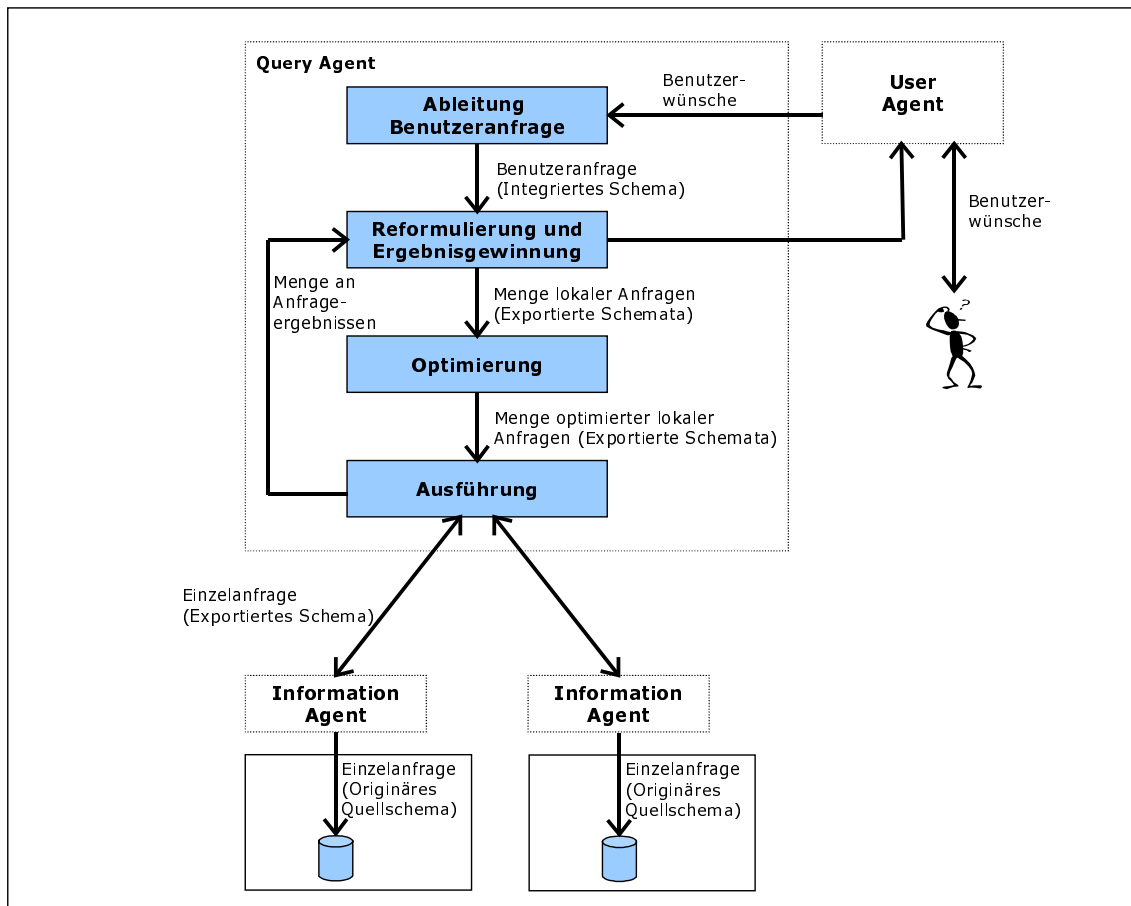 Query Agent
Ableitung
Benutzeranfrage
Benutzer-
wünsche
User
Agent
Benutzeranfrage
(Integriertes Schema)
Benutzer-
wünsche
Reformulierung und
Ergebnisgewinnung
Menge an
Anfrage-
ergebnissen
Menge lokaler Anfragen
(Exportierte Schemata)
?
Optimierung
Menge optimierter lokaler
Anfragen (Exportierte Schemata)
Ausführung
Einzelanfrage
(Exportiertes Schema)
Information
Agent
Information
Agent
Einzelanfrage
(Originäres
Quellschema)
Einzelanfrage
(Originäres
Quellschema)